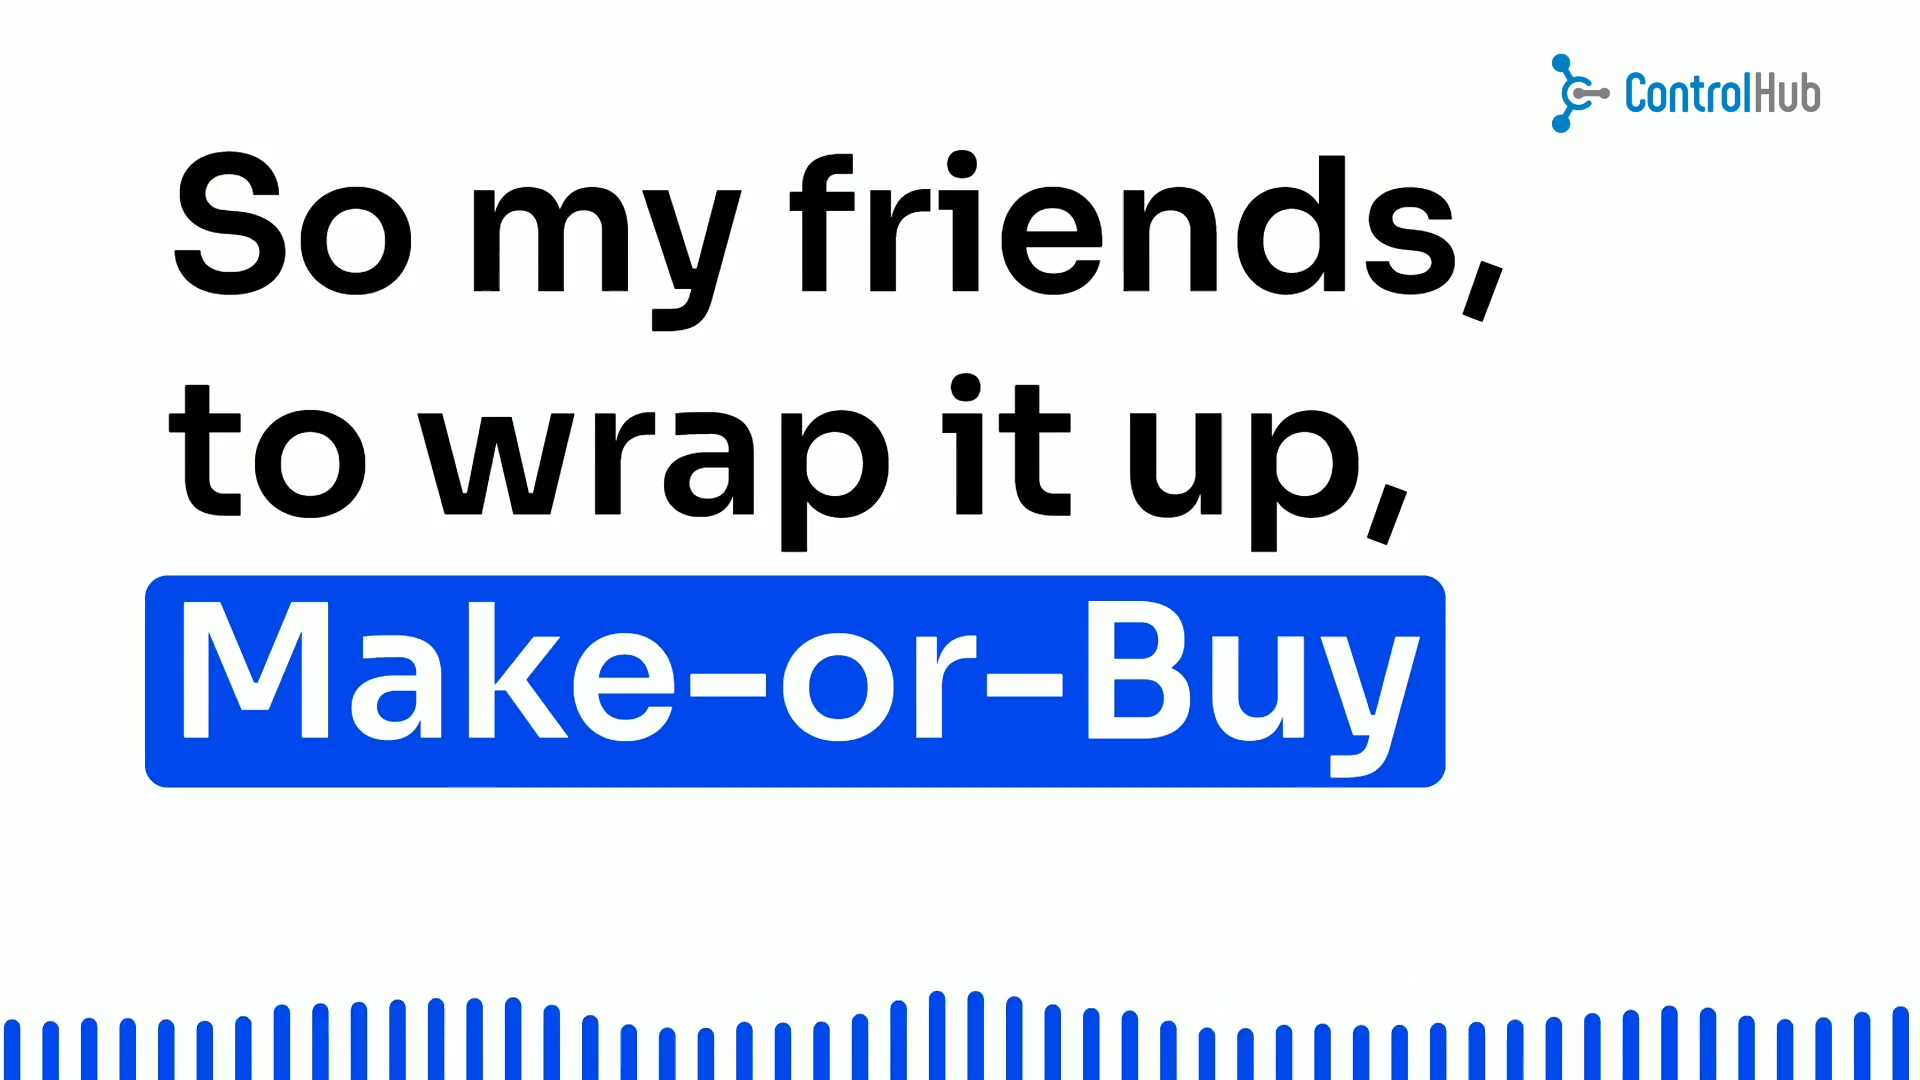 ControlHub
So my friends,
to wrap it up,
Make-or-Buy